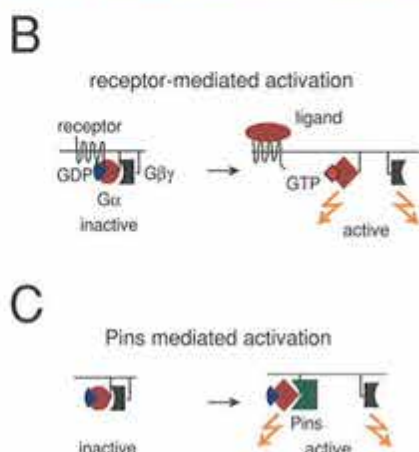 B
receptor-mediated activation
ligand
receptor
GDP
Gβγ
GTP
Gα
inactive
active
C
Pins mediated activation
Pins
inactive
active